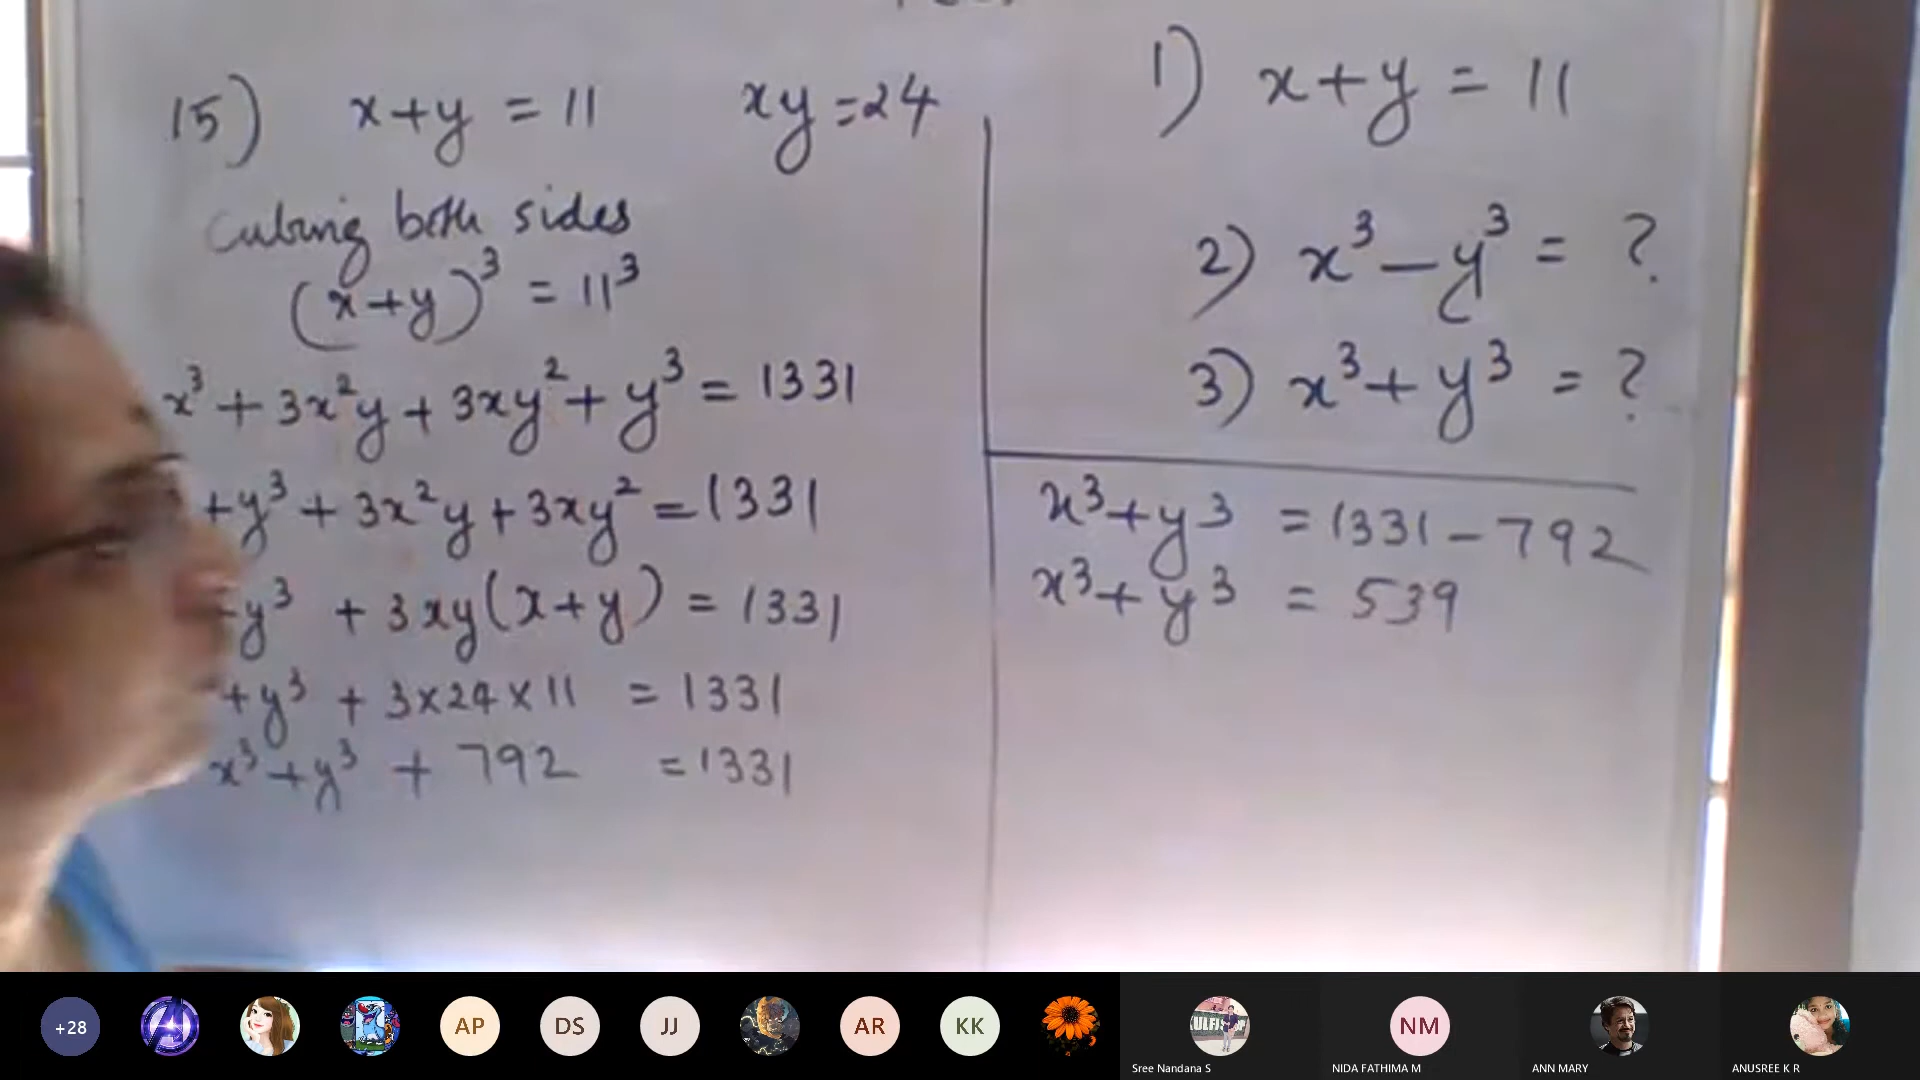 15) x+y = 11 xy = 24
cubing both sides
(x+y)³ = 11³
x³ + 3x²y + 3xy² + y³ = 1331
+y³ + 3x²y + 3xy² = 1331
+y³ + 3xy(x+y) = 1331
+y³ + 3×24×11 = 1331
x³+y³ + 792 = 1331
1) x+y = 11
2) x³−y³ = ?
3) x³+y³ = ?
x³+y³ = 1331−792
x³+y³ = 539
+28
AP
DS
JJ
AR
KK
Sree Nandana S
NM
NIDA FATHIMA M
ANN MARY
ANUSREE K R